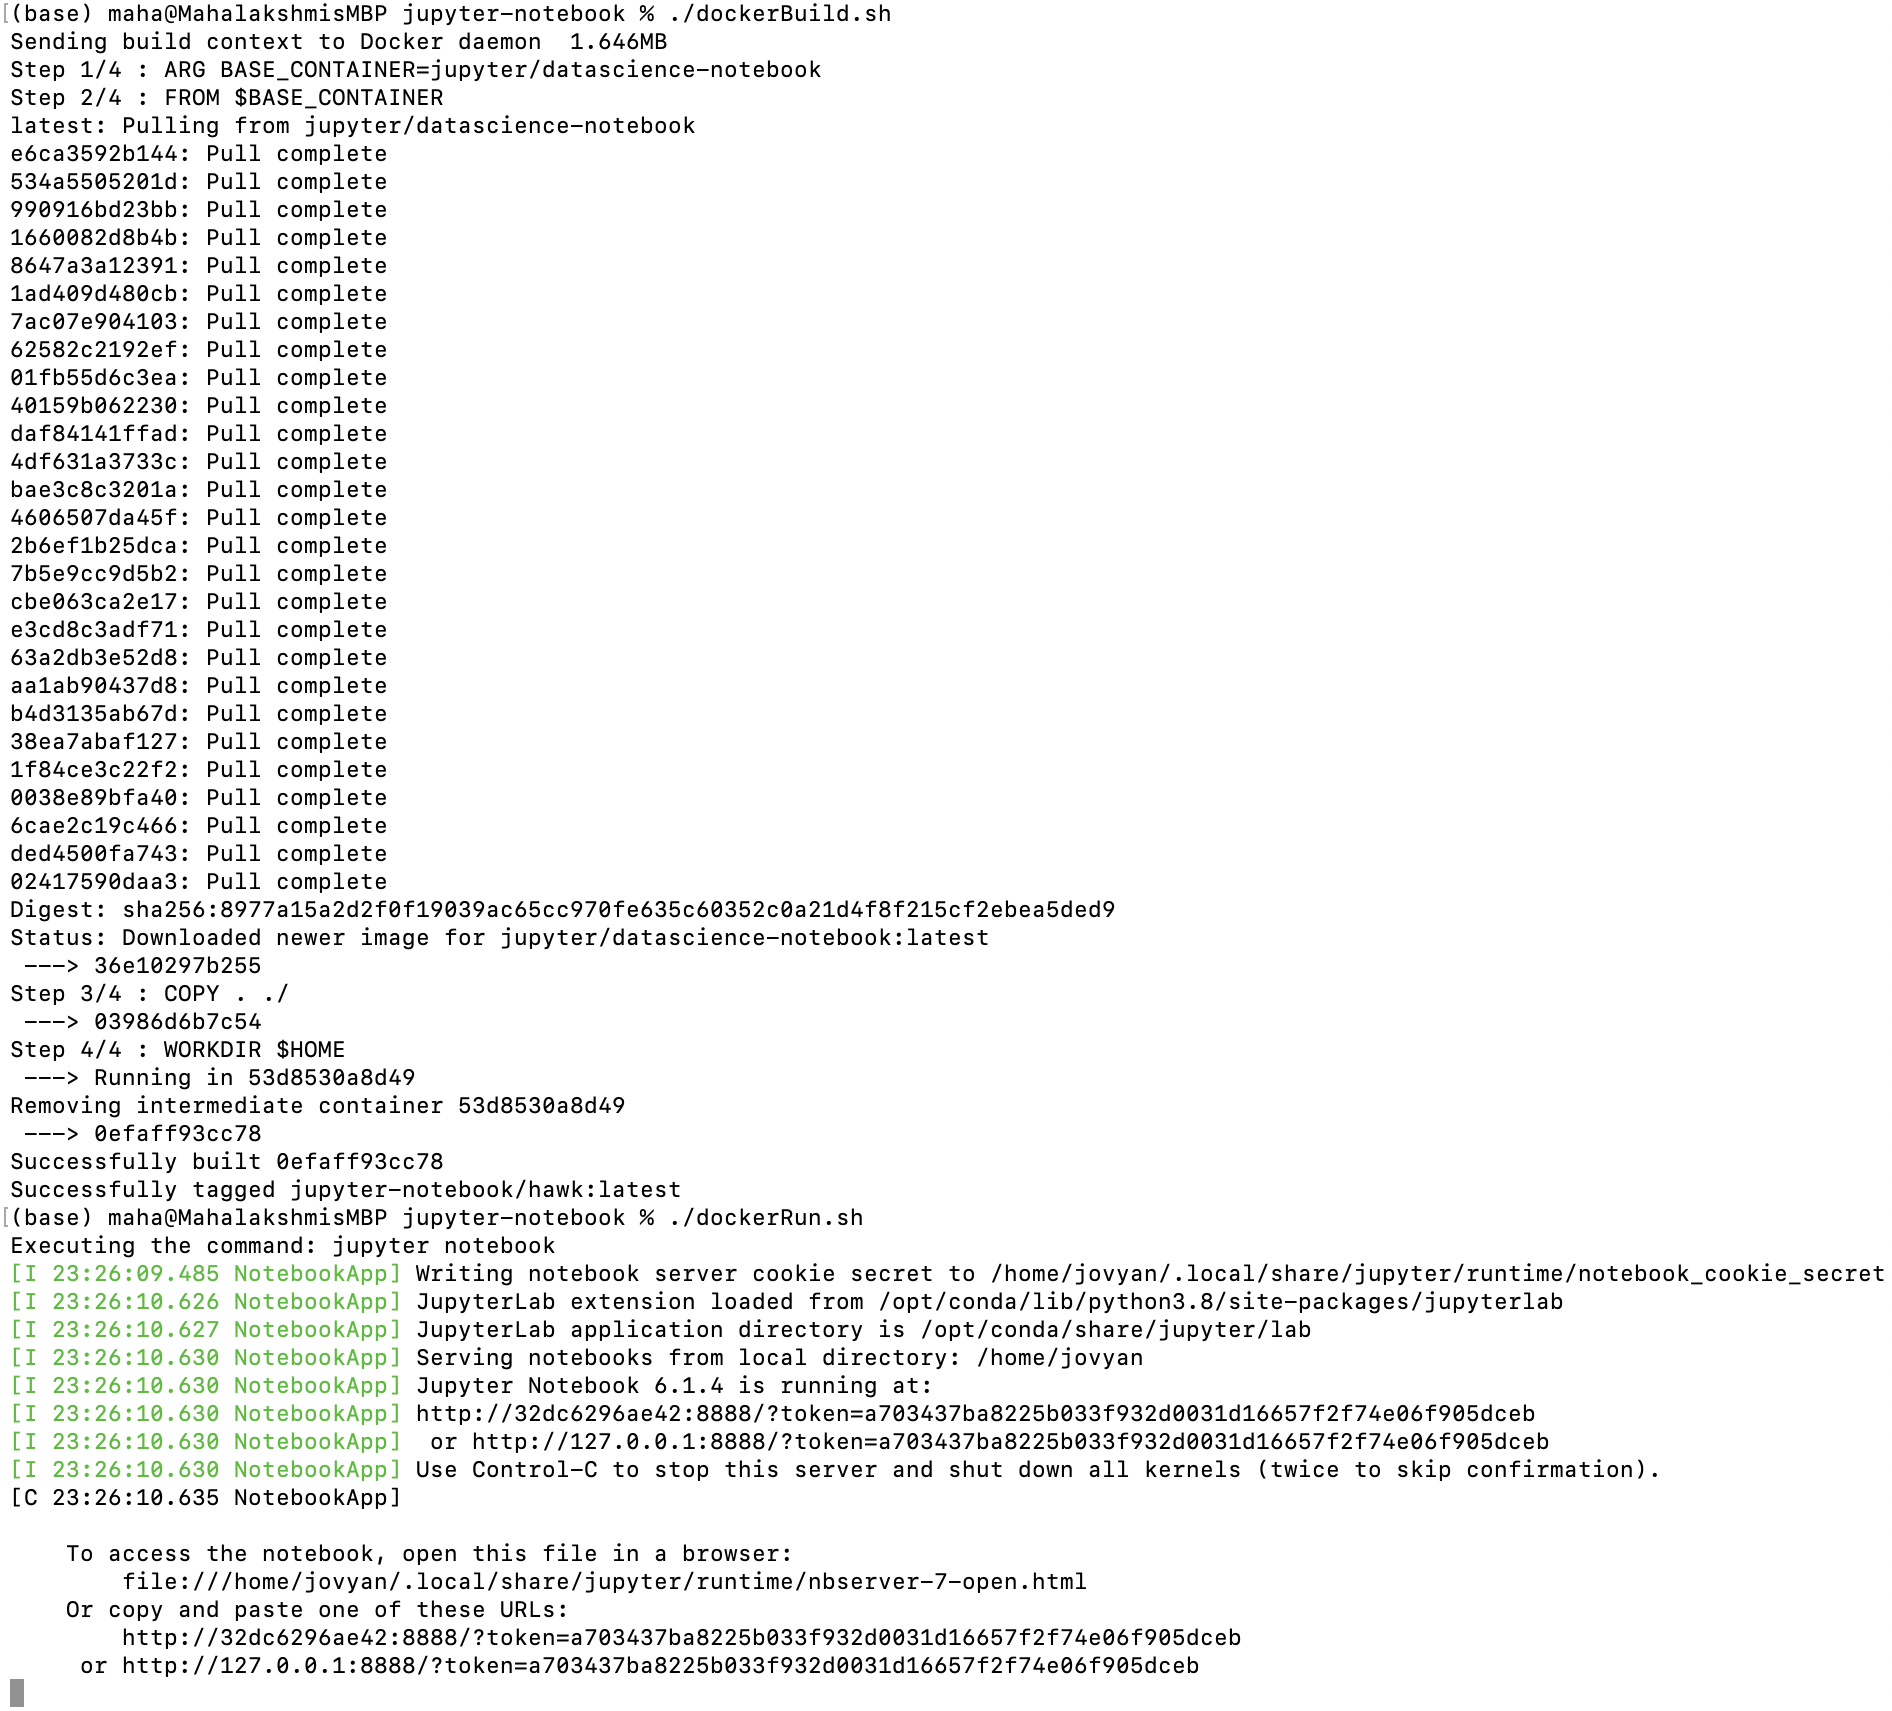 (base) maha@MahalakshmisMBP jupyter-notebook % ./dockerBuild.sh
Sending build context to Docker daemon  1.646MB
Step 1/4 : ARG BASE_CONTAINER=jupyter/datascience-notebook
Step 2/4 : FROM $BASE_CONTAINER
latest: Pulling from jupyter/datascience-notebook
e6ca3592b144: Pull complete
534a5505201d: Pull complete
990916bd23bb: Pull complete
1660082d8b4b: Pull complete
8647a3a12391: Pull complete
1ad409d480cb: Pull complete
7ac07e904103: Pull complete
62582c2192ef: Pull complete
01fb55d6c3ea: Pull complete
40159b062230: Pull complete
daf84141ffad: Pull complete
4df631a3733c: Pull complete
bae3c8c3201a: Pull complete
4606507da45f: Pull complete
2b6ef1b25dca: Pull complete
7b5e9cc9d5b2: Pull complete
cbe063ca2e17: Pull complete
e3cd8c3adf71: Pull complete
63a2db3e52d8: Pull complete
aa1ab90437d8: Pull complete
b4d3135ab67d: Pull complete
38ea7abaf127: Pull complete
1f84ce3c22f2: Pull complete
0038e89bfa40: Pull complete
6cae2c19c466: Pull complete
ded4500fa743: Pull complete
02417590daa3: Pull complete
Digest: sha256:8977a15a2d2f0f19039ac65cc970fe635c60352c0a21d4f8f215cf2ebea5ded9
Status: Downloaded newer image for jupyter/datascience-notebook:latest
 ---> 36e10297b255
Step 3/4 : COPY . ./
 ---> 03986d6b7c54
Step 4/4 : WORKDIR $HOME
 ---> Running in 53d8530a8d49
Removing intermediate container 53d8530a8d49
 ---> 0efaff93cc78
Successfully built 0efaff93cc78
Successfully tagged jupyter-notebook/hawk:latest
(base) maha@MahalakshmisMBP jupyter-notebook % ./dockerRun.sh
Executing the command: jupyter notebook
[I 23:26:09.485 NotebookApp] Writing notebook server cookie secret to /home/jovyan/.local/share/jupyter/runtime/notebook_cookie_secret
[I 23:26:10.626 NotebookApp] JupyterLab extension loaded from /opt/conda/lib/python3.8/site-packages/jupyterlab
[I 23:26:10.627 NotebookApp] JupyterLab application directory is /opt/conda/share/jupyter/lab
[I 23:26:10.630 NotebookApp] Serving notebooks from local directory: /home/jovyan
[I 23:26:10.630 NotebookApp] Jupyter Notebook 6.1.4 is running at:
[I 23:26:10.630 NotebookApp] http://32dc6296ae42:8888/?token=a703437ba8225b033f932d0031d16657f2f74e06f905dceb
[I 23:26:10.630 NotebookApp]  or http://127.0.0.1:8888/?token=a703437ba8225b033f932d0031d16657f2f74e06f905dceb
[I 23:26:10.630 NotebookApp] Use Control-C to stop this server and shut down all kernels (twice to skip confirmation).
[C 23:26:10.635 NotebookApp]
    To access the notebook, open this file in a browser:
        file:///home/jovyan/.local/share/jupyter/runtime/nbserver-7-open.html
    Or copy and paste one of these URLs:
        http://32dc6296ae42:8888/?token=a703437ba8225b033f932d0031d16657f2f74e06f905dceb
     or http://127.0.0.1:8888/?token=a703437ba8225b033f932d0031d16657f2f74e06f905dceb